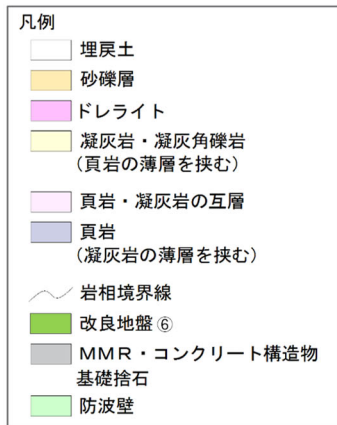 凡例
埋戻土
砂礫層
ドレライト
凝灰岩・凝灰角礫岩
(頁岩の薄層を挟む)
頁岩・凝灰岩の互層
頁岩
(凝灰岩の薄層を挟む)
岩相境界線
改良地盤⑥
MMR・コンクリート構造物
基礎捨石
防波壁